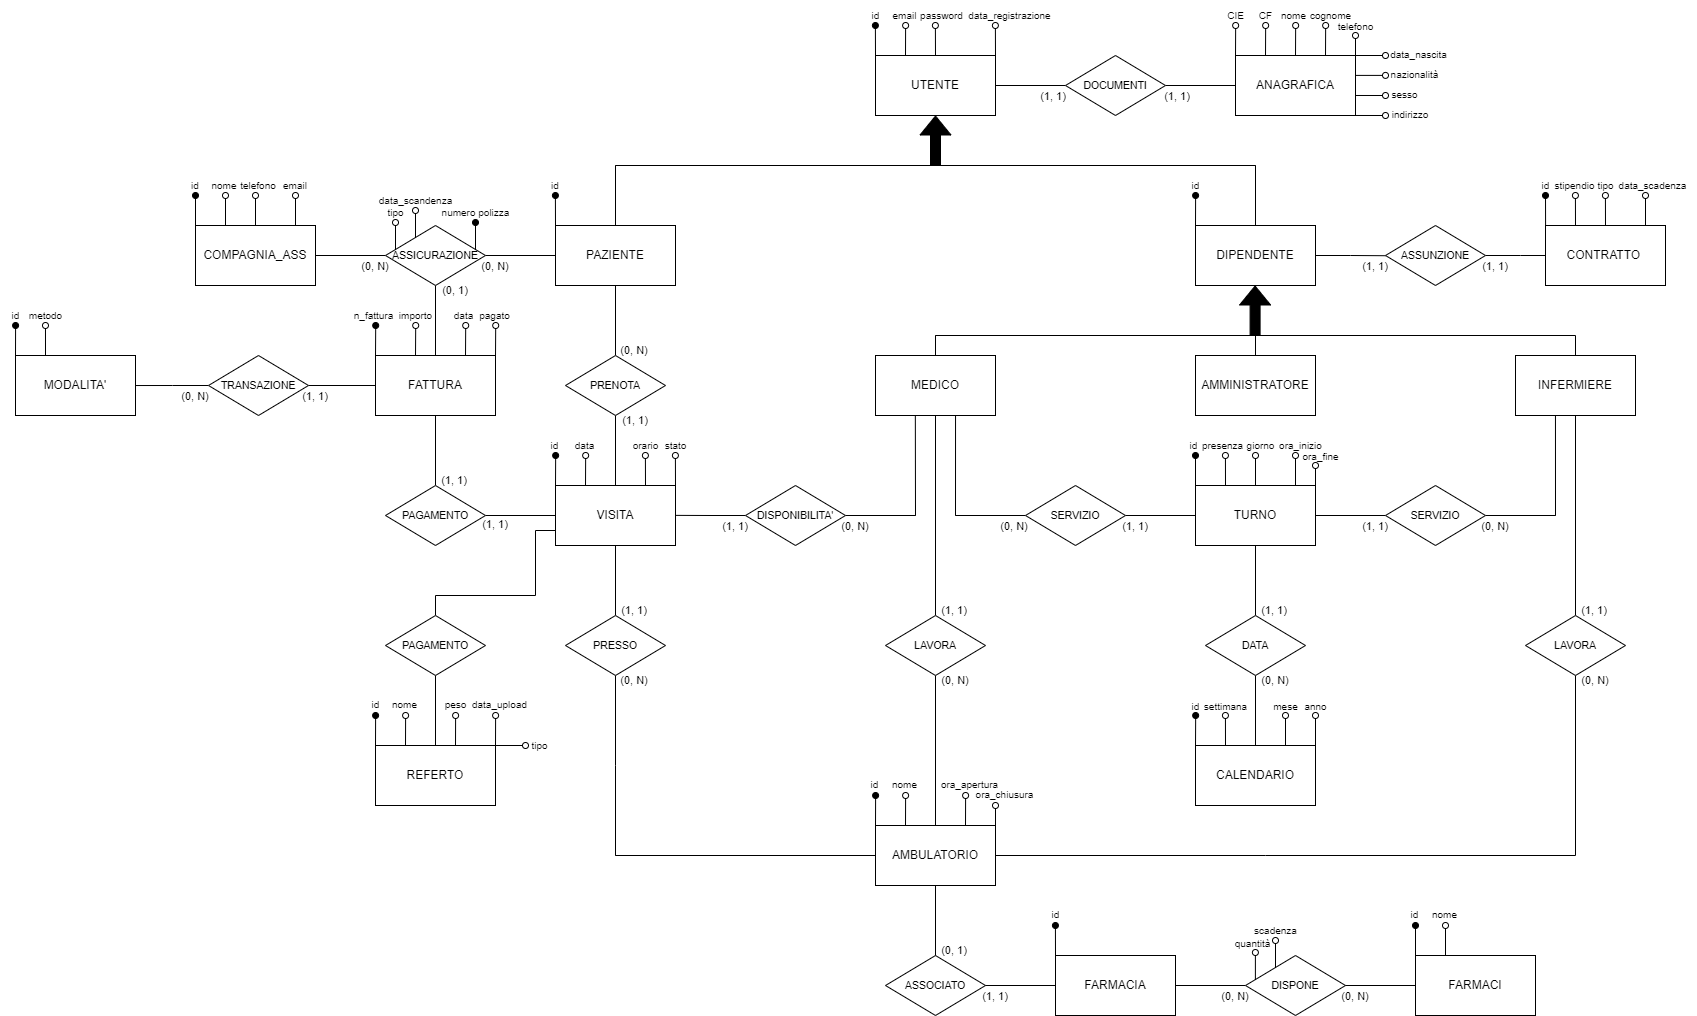 id
email
password
data_registrazione
CIE
CF
nome
cognome
telefono
data_nascita
nazionalità
sesso
indirizzo
UTENTE
(1, 1)
DOCUMENTI
(1, 1)
ANAGRAFICA
id
nome
telefono
email
data_scandenza
tipo
numero polizza
id
id
id
stipendio
tipo
data_scadenza
COMPAGNIA_ASS
(0, N)
ASSICURAZIONE
(0, N)
PAZIENTE
DIPENDENTE
(1, 1)
ASSUNZIONE
(1, 1)
CONTRATTO
(0, 1)
id
metodo
n_fattura
importo
data
pagato
(0, N)
MODALITA'
(0, N)
TRANSAZIONE
(1, 1)
FATTURA
PRENOTA
MEDICO
AMMINISTRATORE
INFERMIERE
(1, 1)
id
data
orario
stato
id
presenza
giorno
ora_inizio
ora_fine
(1, 1)
PAGAMENTO
(1, 1)
VISITA
(1, 1)
DISPONIBILITA'
(0, N)
(0, N)
SERVIZIO
(1, 1)
TURNO
(1, 1)
SERVIZIO
(0, N)
(1, 1)
(1, 1)
(1, 1)
(1, 1)
PAGAMENTO
PRESSO
LAVORA
DATA
LAVORA
(0, N)
(0, N)
(0, N)
(0, N)
id
nome
peso
data_upload
tipo
id
settimana
mese
anno
REFERTO
CALENDARIO
id
nome
ora_apertura
ora_chiusura
AMBULATORIO
(0, 1)
id
quantità
scadenza
id
nome
ASSOCIATO
(1, 1)
FARMACIA
(0, N)
DISPONE
(0, N)
FARMACI